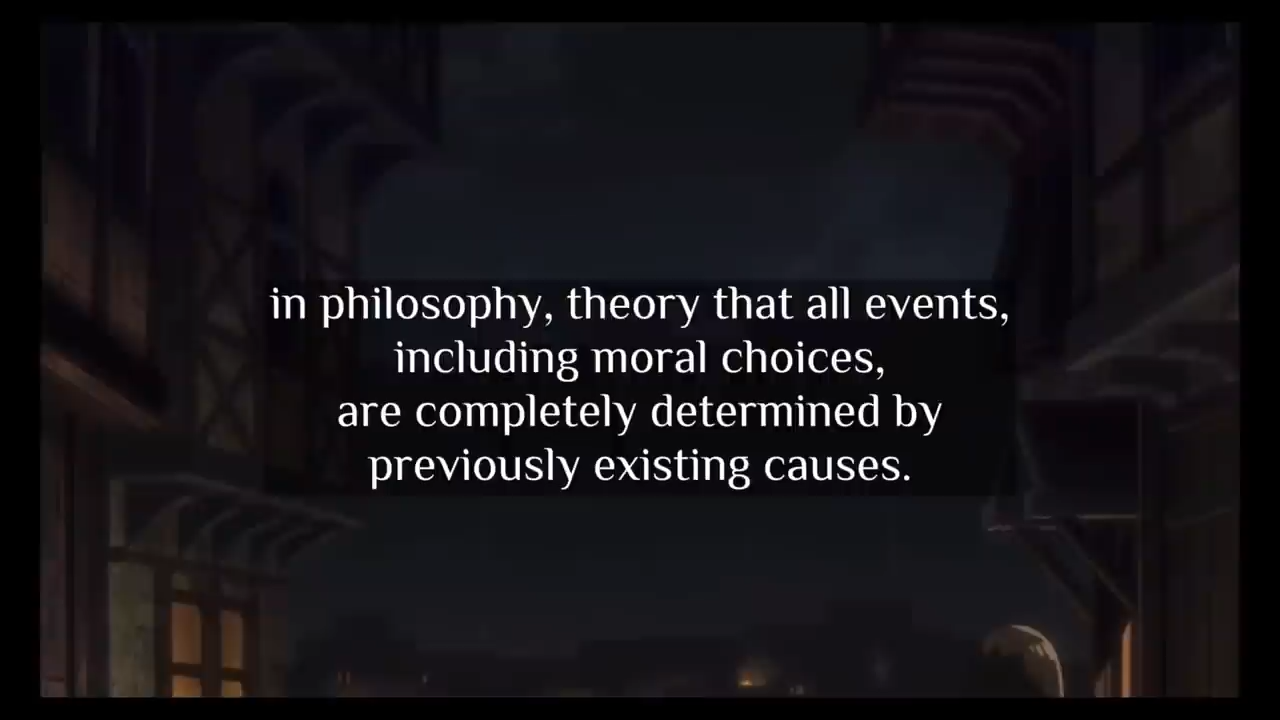 in philosophy, theory that all events,
including moral choices,
are completely determined by
previously existing causes.